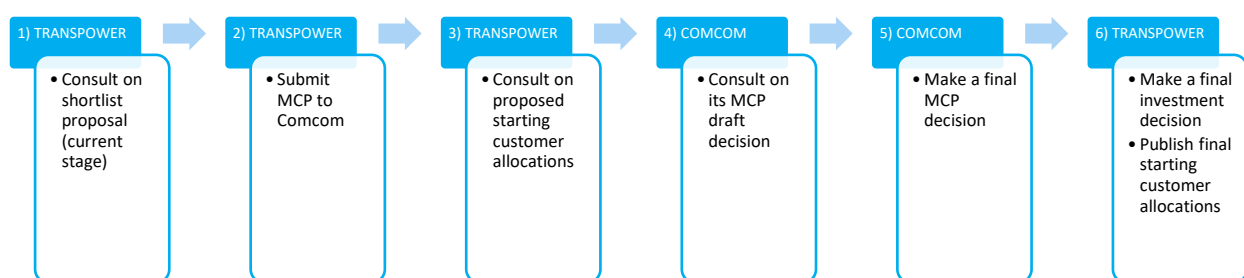 1) TRANSPOWER
• Consult on
shortlist
proposal
(current
stage)
2) TRANSPOWER
• Submit
MCP to
Comcom
3) TRANSPOWER
• Consult on
proposed
starting
customer
allocations
4) COMCOM
• Consult on
its MCP
draft
decision
5) COMCOM
• Make a final
MCP
decision
6) TRANSPOWER
• Make a final
investment
decision
• Publish final
starting
customer
allocations